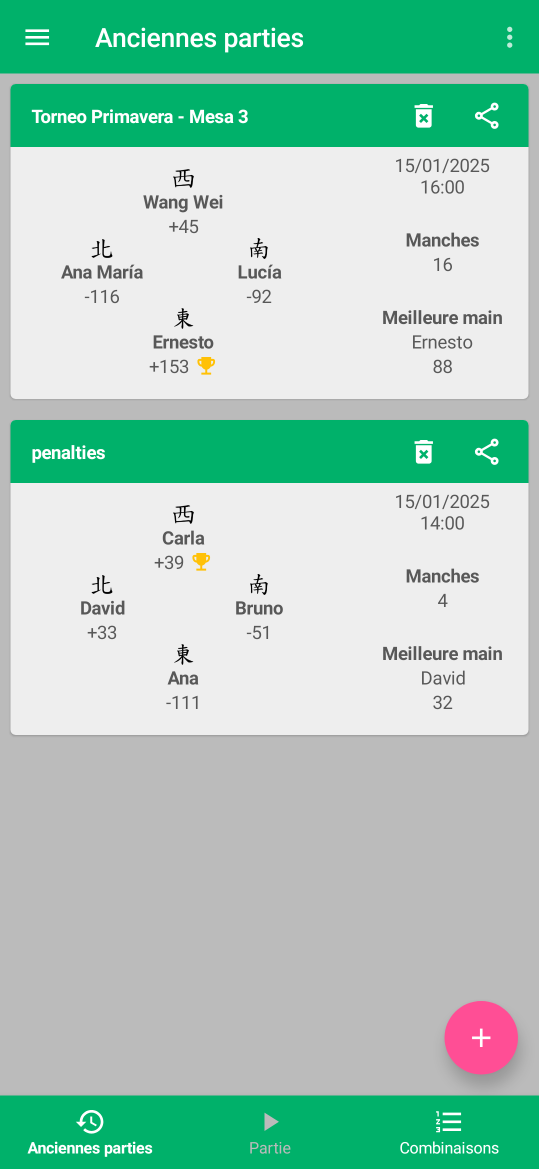 Anciennes parties
Torneo Primavera - Mesa 3
西
Wang Wei
+45
北
Ana María
-116
南
Lucía
-92
東
Ernesto
+153
15/01/2025
16:00
Manches
16
Meilleure main
Ernesto
88
penalties
西
Carla
+39
北
David
+33
南
Bruno
-51
東
Ana
-111
15/01/2025
14:00
Manches
4
Meilleure main
David
32
+
Anciennes parties
Partie
Combinaisons